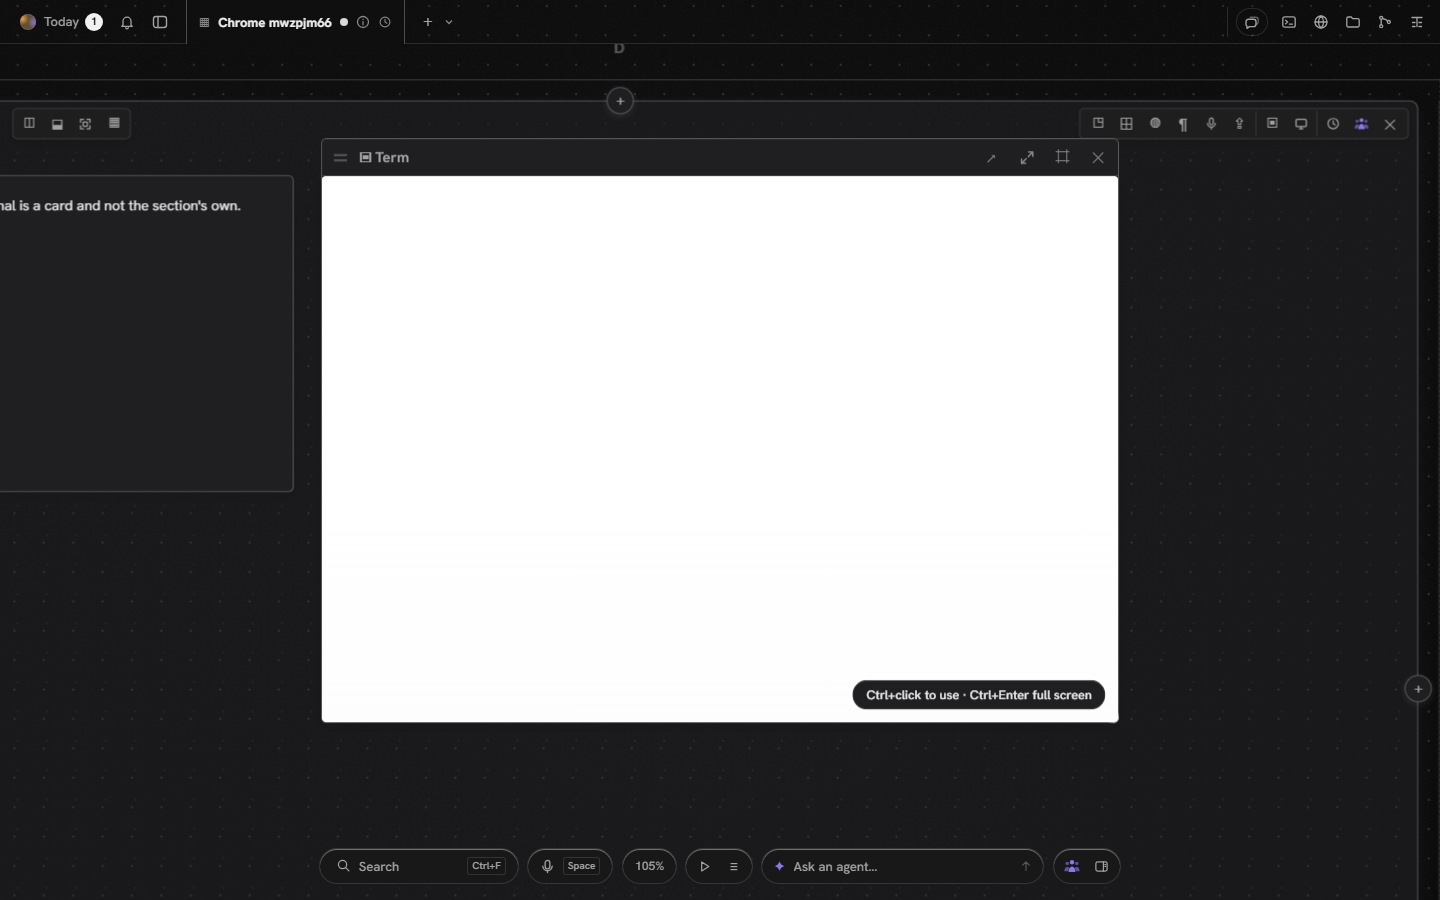 Today 1
Chrome mwzpjm66
D
Term
nal is a card and not the section's own.
Ctrl+click to use · Ctrl+Enter full screen
Search Ctrl+F
Space
105%
Ask an agent...